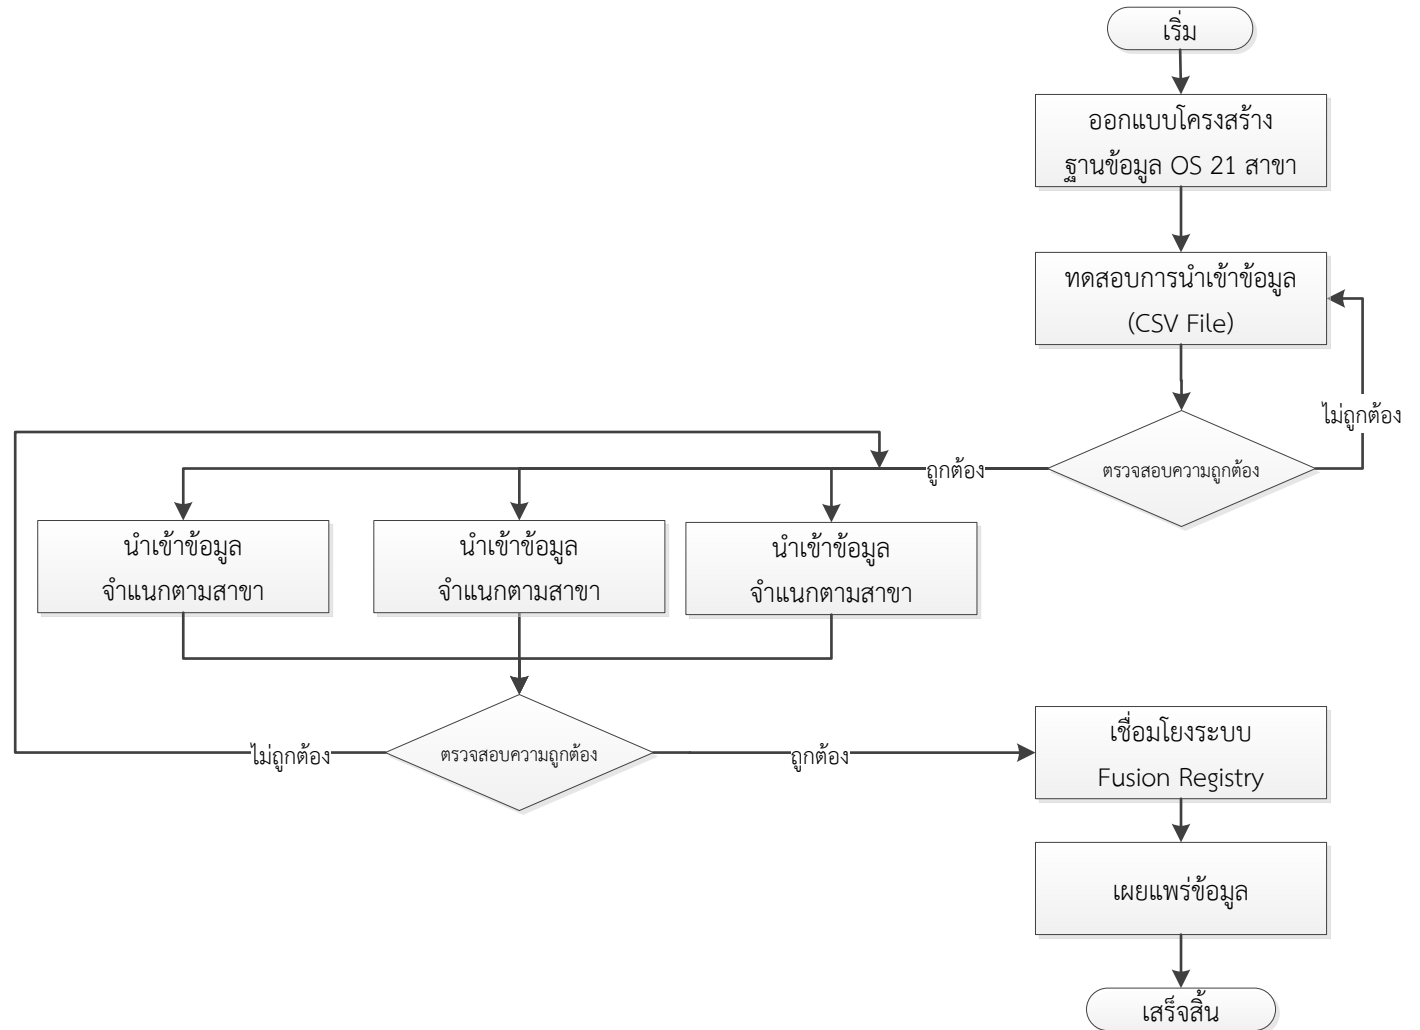 เริ่ม
ออกแบบโครงสร้าง
ฐานข้อมูล OS 21 สาขา
ทดสอบการนำเข้าข้อมูล
(CSV File)
ไม่ถูกต้อง
ตรวจสอบความถูกต้อง
ถูกต้อง
นำเข้าข้อมูล
จำแนกตามสาขา
นำเข้าข้อมูล
จำแนกตามสาขา
นำเข้าข้อมูล
จำแนกตามสาขา
ไม่ถูกต้อง
ตรวจสอบความถูกต้อง
ถูกต้อง
เชื่อมโยงระบบ
Fusion Registry
เผยแพร่ข้อมูล
เสร็จสิ้น